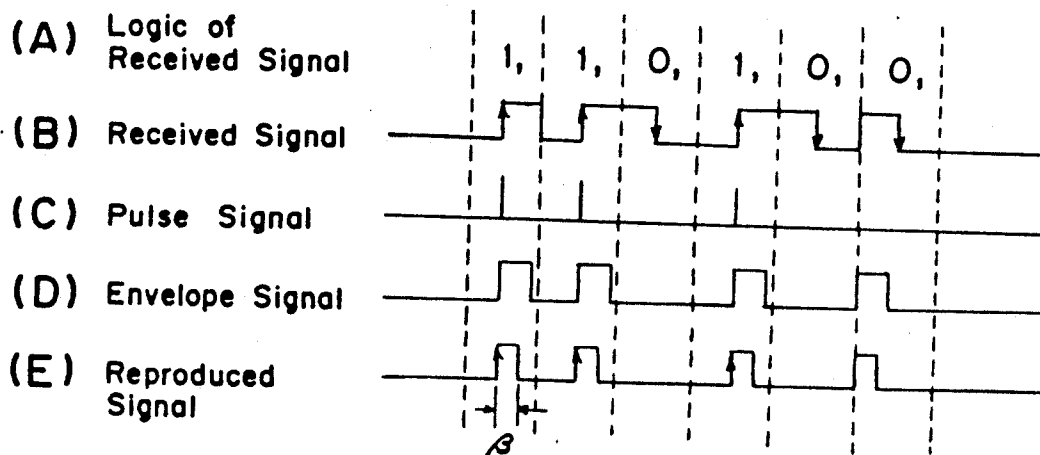 (A) Logic of
Received Signal
1, 1, 0, 1, 0, 0,
(B) Received Signal
(C) Pulse Signal
(D) Envelope Signal
(E) Reproduced
Signal
β